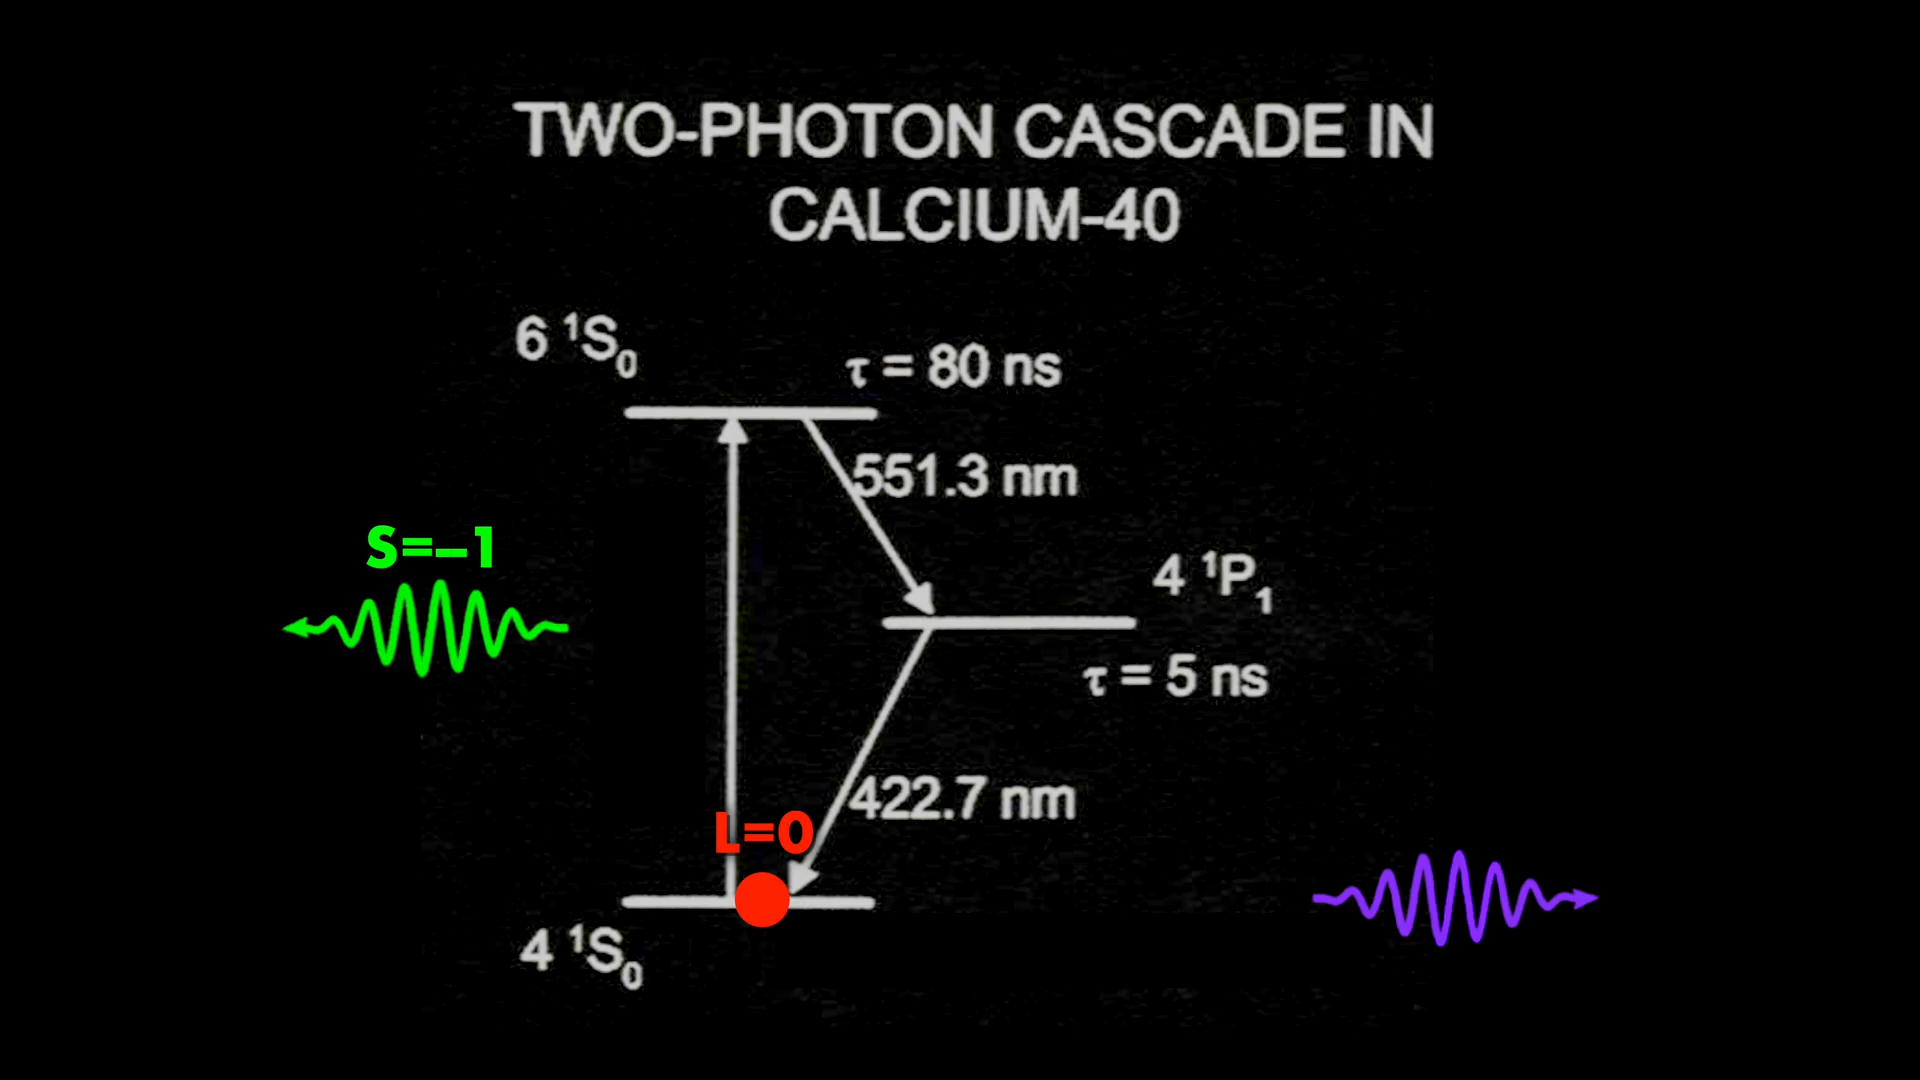 TWO-PHOTON CASCADE IN
CALCIUM-40
6 ¹S₀
τ = 80 ns
551.3 nm
S=–1
4 ¹P₁
τ = 5 ns
422.7 nm
L=0
4 ¹S₀